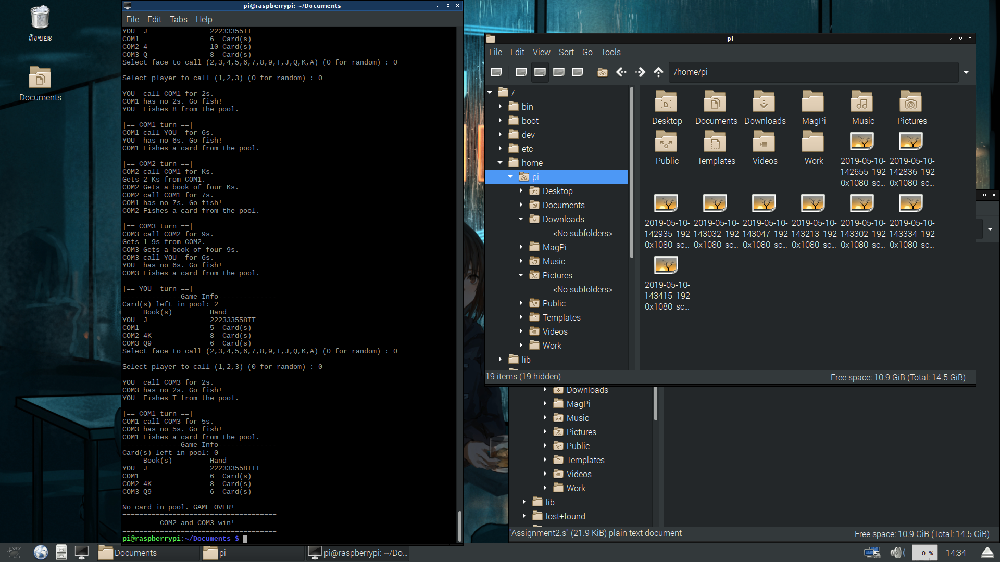 ถังขยะ
Documents
pi@raspberrypi: ~/Documents
File Edit Tabs Help
YOU  J               22233355TT
COM1                 6  Card(s)
COM2 4               10 Card(s)
COM3 Q               8  Card(s)
Select face to call (2,3,4,5,6,7,8,9,T,J,Q,K,A) (0 for random) : 0
Select player to call (1,2,3) (0 for random) : 0
YOU  call COM1 for 2s.
COM1 has no 2s. Go fish!
YOU  Fishes 8 from the pool.
|== COM1 turn ==|
COM1 call YOU  for 6s.
YOU  has no 6s. Go fish!
COM1 Fishes a card from the pool.
|== COM2 turn ==|
COM2 call COM1 for Ks.
Gets 2 Ks from COM1.
COM2 Gets a book of four Ks.
COM2 call COM1 for 7s.
COM1 has no 7s. Go fish!
COM2 Fishes a card from the pool.
|== COM3 turn ==|
COM3 call COM2 for 9s.
Gets 1 9s from COM2.
COM3 Gets a book of four 9s.
COM3 call YOU  for 6s.
YOU  has no 6s. Go fish!
COM3 Fishes a card from the pool.
|== YOU  turn ==|
--------------Game Info--------------
Card(s) left in pool: 2
     Book(s)         Hand
YOU  J               222333558TT
COM1                 5  Card(s)
COM2 4K              8  Card(s)
COM3 Q9              6  Card(s)
Select face to call (2,3,4,5,6,7,8,9,T,J,Q,K,A) (0 for random) : 0
Select player to call (1,2,3) (0 for random) : 0
YOU  call COM3 for 2s.
COM3 has no 2s. Go fish!
YOU  Fishes T from the pool.
|== COM1 turn ==|
COM1 call COM3 for 5s.
COM3 has no 5s. Go fish!
COM1 Fishes a card from the pool.
--------------Game Info--------------
Card(s) left in pool: 0
     Book(s)         Hand
YOU  J               222333558TTT
COM1                 6  Card(s)
COM2 4K              8  Card(s)
COM3 Q9              6  Card(s)
No card in pool. GAME OVER!
=====================================
         COM2 and COM3 win!
=====================================
pi@raspberrypi:~/Documents $
pi
File Edit View Sort Go Tools
/home/pi
/
bin
boot
dev
etc
home
pi
Desktop
Documents
Downloads
<No subfolders>
MagPi
Music
Pictures
<No subfolders>
Public
Templates
Videos
Work
lib
Desktop Documents Downloads MagPi Music Pictures
Public Templates Videos Work
2019-05-10-142655_1920x1080_sc...
2019-05-10-142836_1920x1080_sc...
2019-05-10-142935_1920x1080_sc...
2019-05-10-143032_1920x1080_sc...
2019-05-10-143047_1920x1080_sc...
2019-05-10-143213_1920x1080_sc...
2019-05-10-143302_1920x1080_sc...
2019-05-10-143334_1920x1080_sc...
2019-05-10-143415_1920x1080_sc...
19 items (19 hidden)
Free space: 10.9 GiB (Total: 14.5 GiB)
Downloads
MagPi
Music
Pictures
Public
Templates
Videos
Work
lib
lost+found
"Assignment2.s" (21.9 KiB) plain text document
Free space: 10.9 GiB (Total: 14.5 GiB)
Documents
pi
pi@raspberrypi: ~/Do...
0 %
14:34